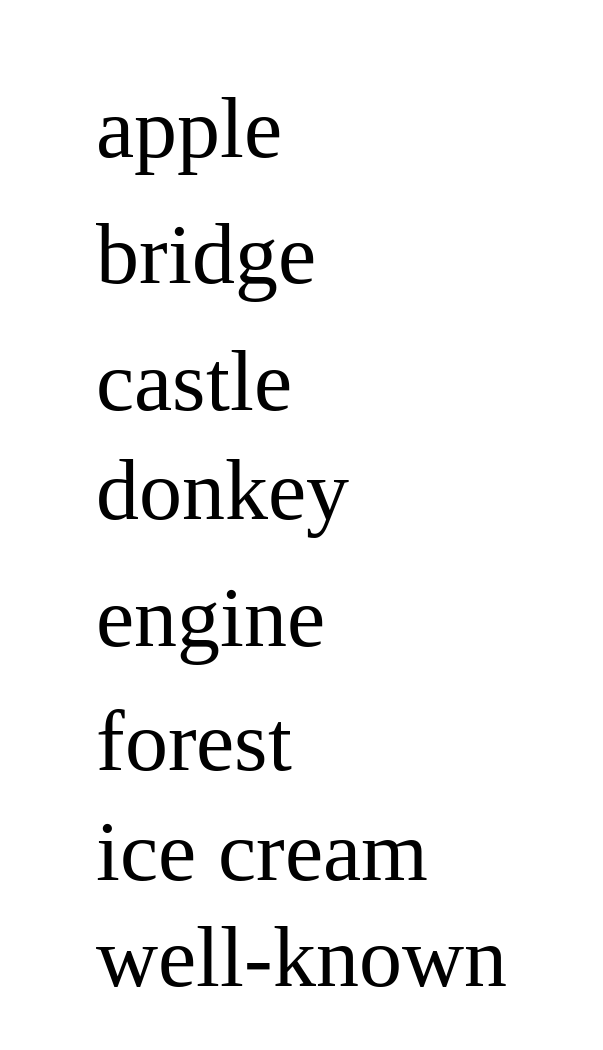 apple
bridge
castle
donkey
engine
forest
ice cream
well-known